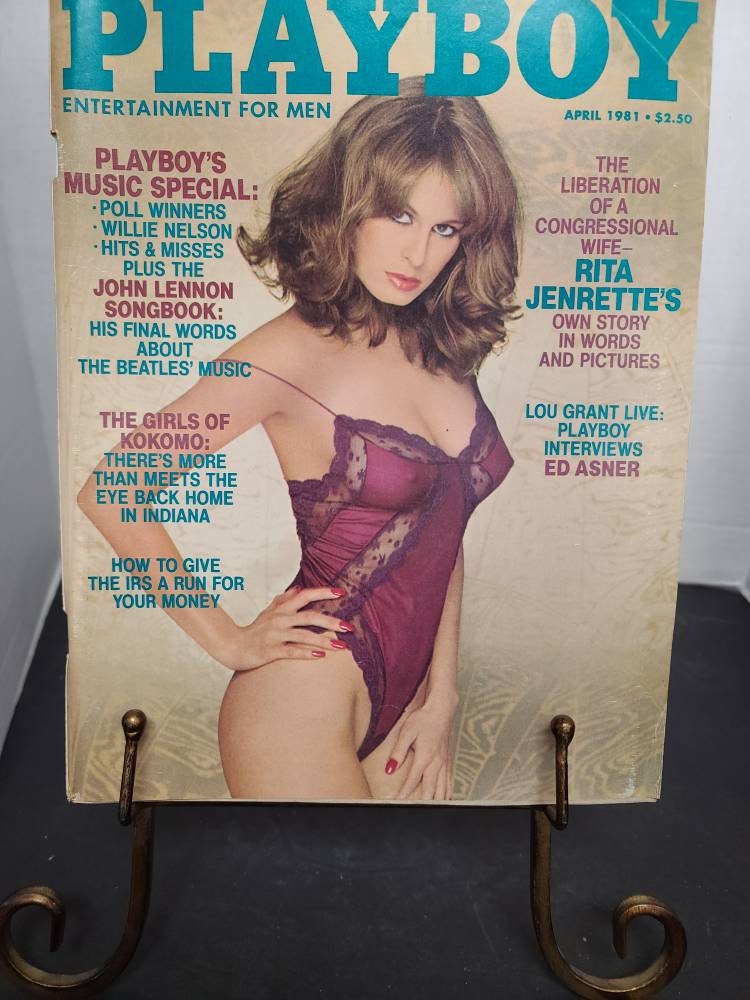 PLAYBOY
ENTERTAINMENT FOR MEN
APRIL 1981 • $2.50
PLAYBOY'S
MUSIC SPECIAL:
· POLL WINNERS
· WILLIE NELSON
· HITS & MISSES
PLUS THE
JOHN LENNON
SONGBOOK:
HIS FINAL WORDS
ABOUT
THE BEATLES' MUSIC
THE GIRLS OF
KOKOMO:
THERE'S MORE
THAN MEETS THE
EYE BACK HOME
IN INDIANA
HOW TO GIVE
THE IRS A RUN FOR
YOUR MONEY
THE
LIBERATION
OF A
CONGRESSIONAL
WIFE—
RITA
JENRETTE'S
OWN STORY
IN WORDS
AND PICTURES
LOU GRANT LIVE:
PLAYBOY
INTERVIEWS
ED ASNER